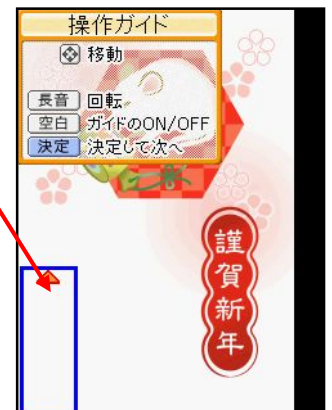 操作ガイド
移動
長音 回転
空白 ガイドのON/OFF
決定 決定して次へ
謹賀新年